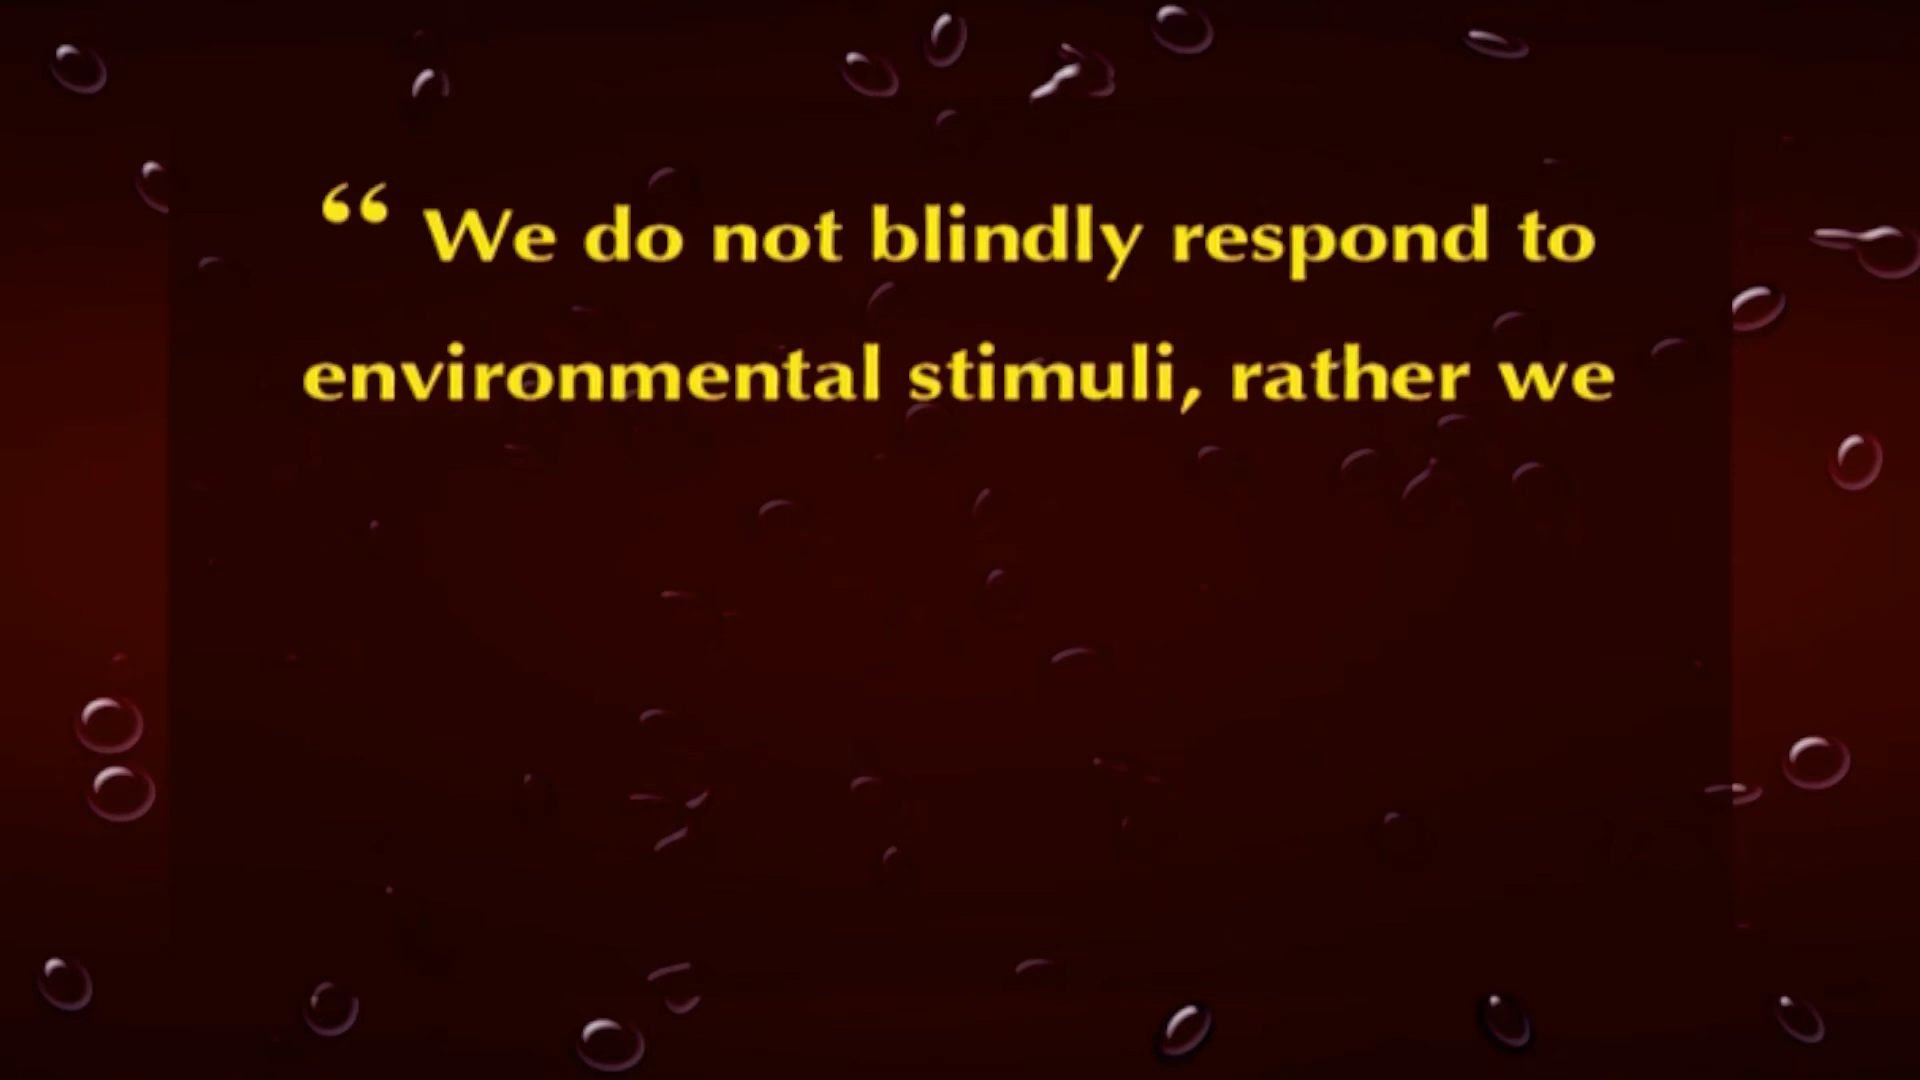 “ We do not blindly respond to
environmental stimuli, rather we